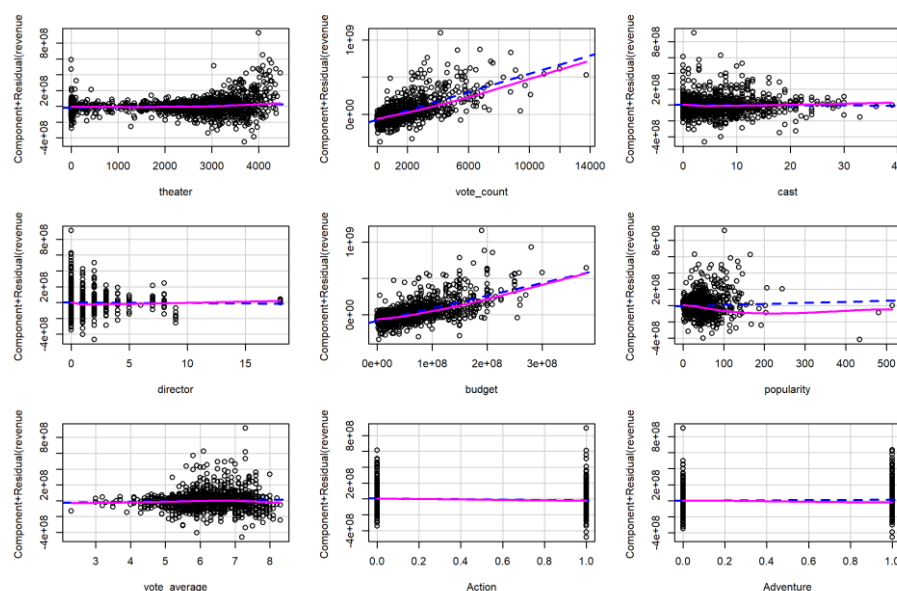 Component+Residual(revenue
8e+08
2e+08
-4e+08
0 1000 2000 3000 4000
theater
Component+Residual(revenue
1e+09
0e+00
0 2000 6000 10000 14000
vote_count
Component+Residual(revenue
8e+08
2e+08
-4e+08
0 10 20 30
cast
Component+Residual(revenue
8e+08
2e+08
-4e+08
0 5 10 15
director
Component+Residual(revenue
1e+09
0e+00
0e+00 1e+08 2e+08 3e+08
budget
Component+Residual(revenue
8e+08
2e+08
-4e+08
0 100 200 300 400 500
popularity
Component+Residual(revenue
8e+08
2e+08
-4e+08
3 4 5 6 7 8
vote_average
Component+Residual(revenue
8e+08
2e+08
-4e+08
0.0 0.2 0.4 0.6 0.8 1.0
Action
Component+Residual(revenue
8e+08
2e+08
-4e+08
0.0 0.2 0.4 0.6 0.8 1.0
Adventure